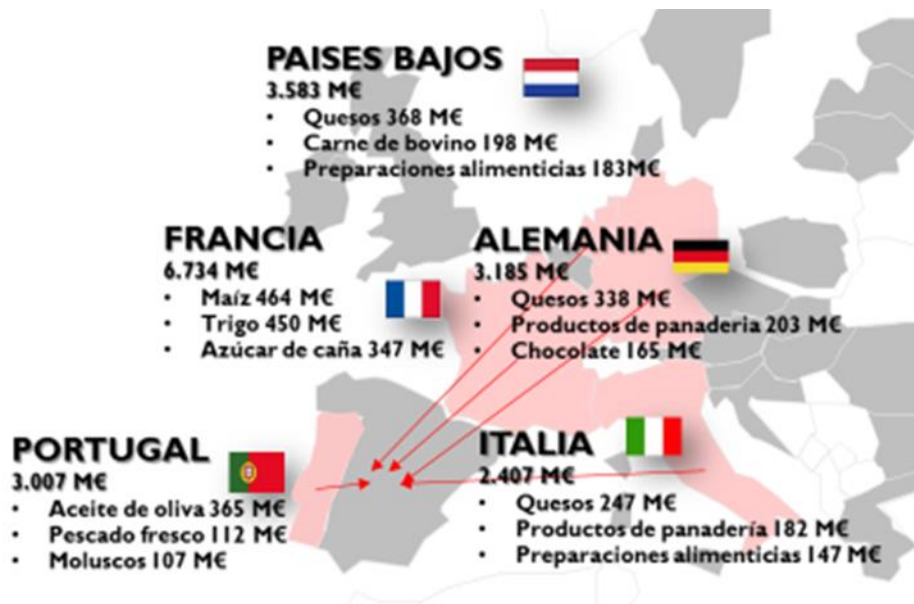 PAISES BAJOS
3.583 M€
• Quesos 368 M€
• Carne de bovino 198 M€
• Preparaciones alimenticias 183M€
FRANCIA
6.734 M€
• Maíz 464 M€
• Trigo 450 M€
• Azúcar de caña 347 M€
ALEMANIA
3.185 M€
• Quesos 338 M€
• Productos de panaderia 203 M€
• Chocolate 165 M€
PORTUGAL
3.007 M€
• Aceite de oliva 365 M€
• Pescado fresco 112 M€
• Moluscos 107 M€
ITALIA
2.407 M€
• Quesos 247 M€
• Productos de panadería 182 M€
• Preparaciones alimenticias 147 M€